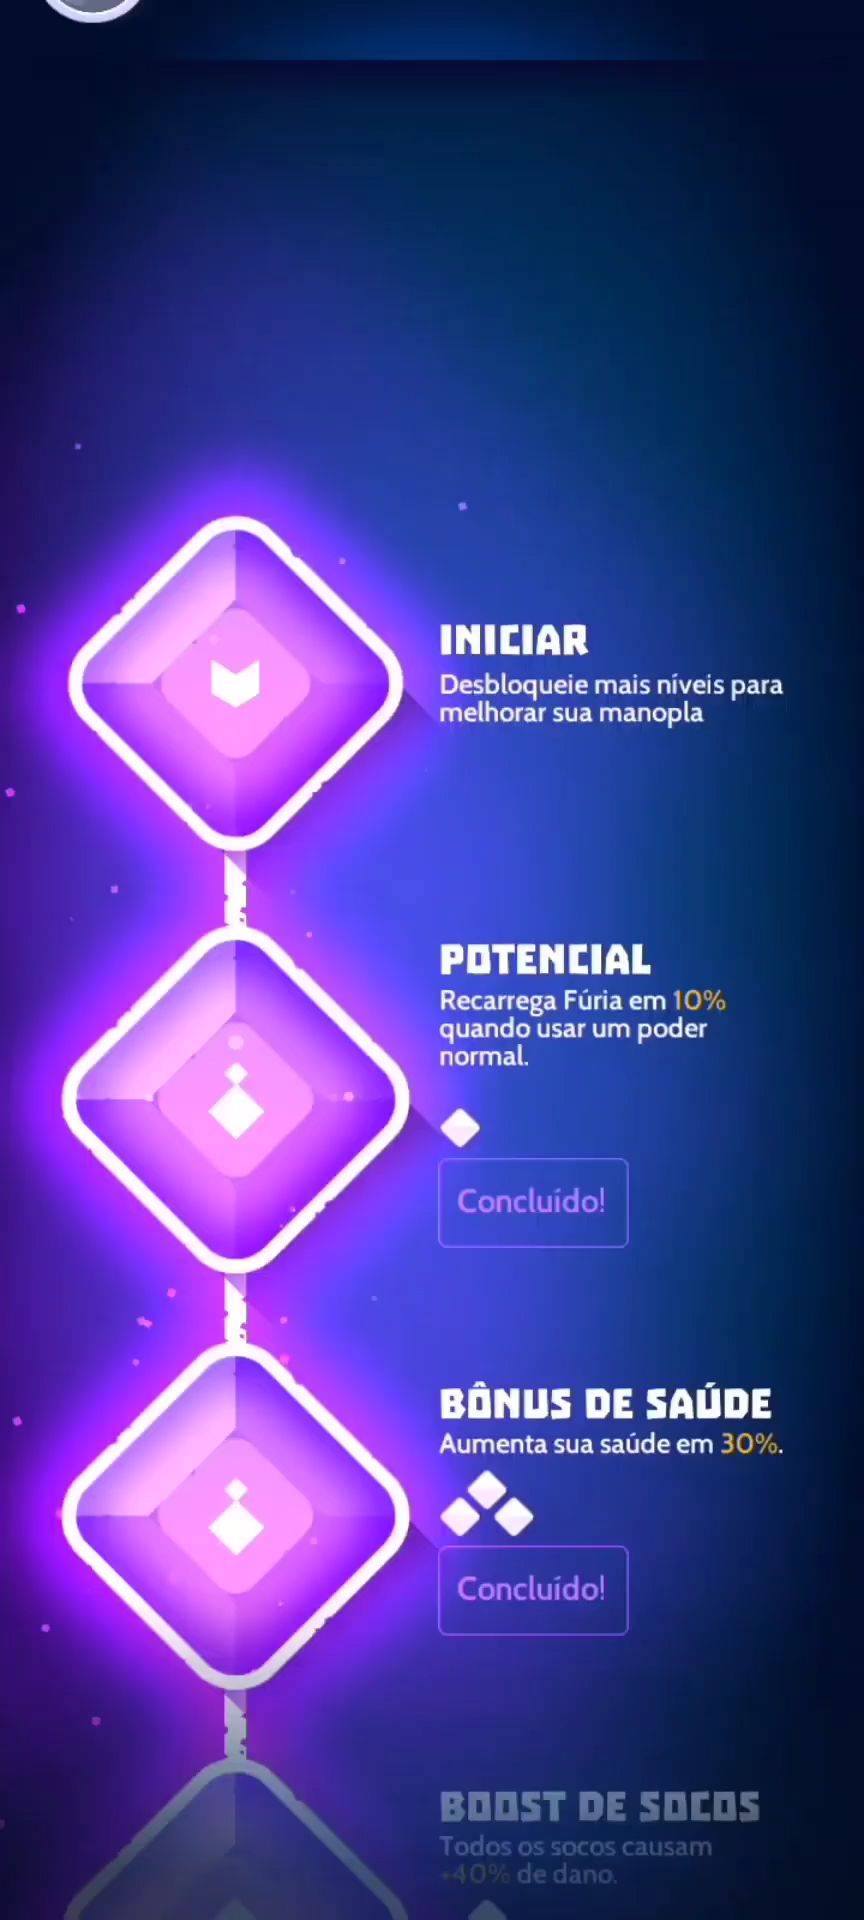 INICIAR
Desbloqueie mais níveis para
melhorar sua manopla
POTENCIAL
Recarrega Fúria em 10%
quando usar um poder
normal.
Concluído!
BÔNUS DE SAÚDE
Aumenta sua saúde em 30%.
Concluído!
BOOST DE SOCOS
Todos os socos causam
+40% de dano.